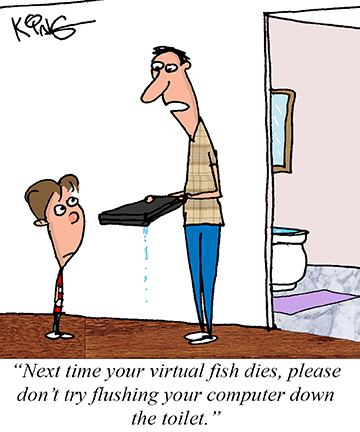 King
“Next time your virtual fish dies, please
don’t try flushing your computer down
the toilet.”